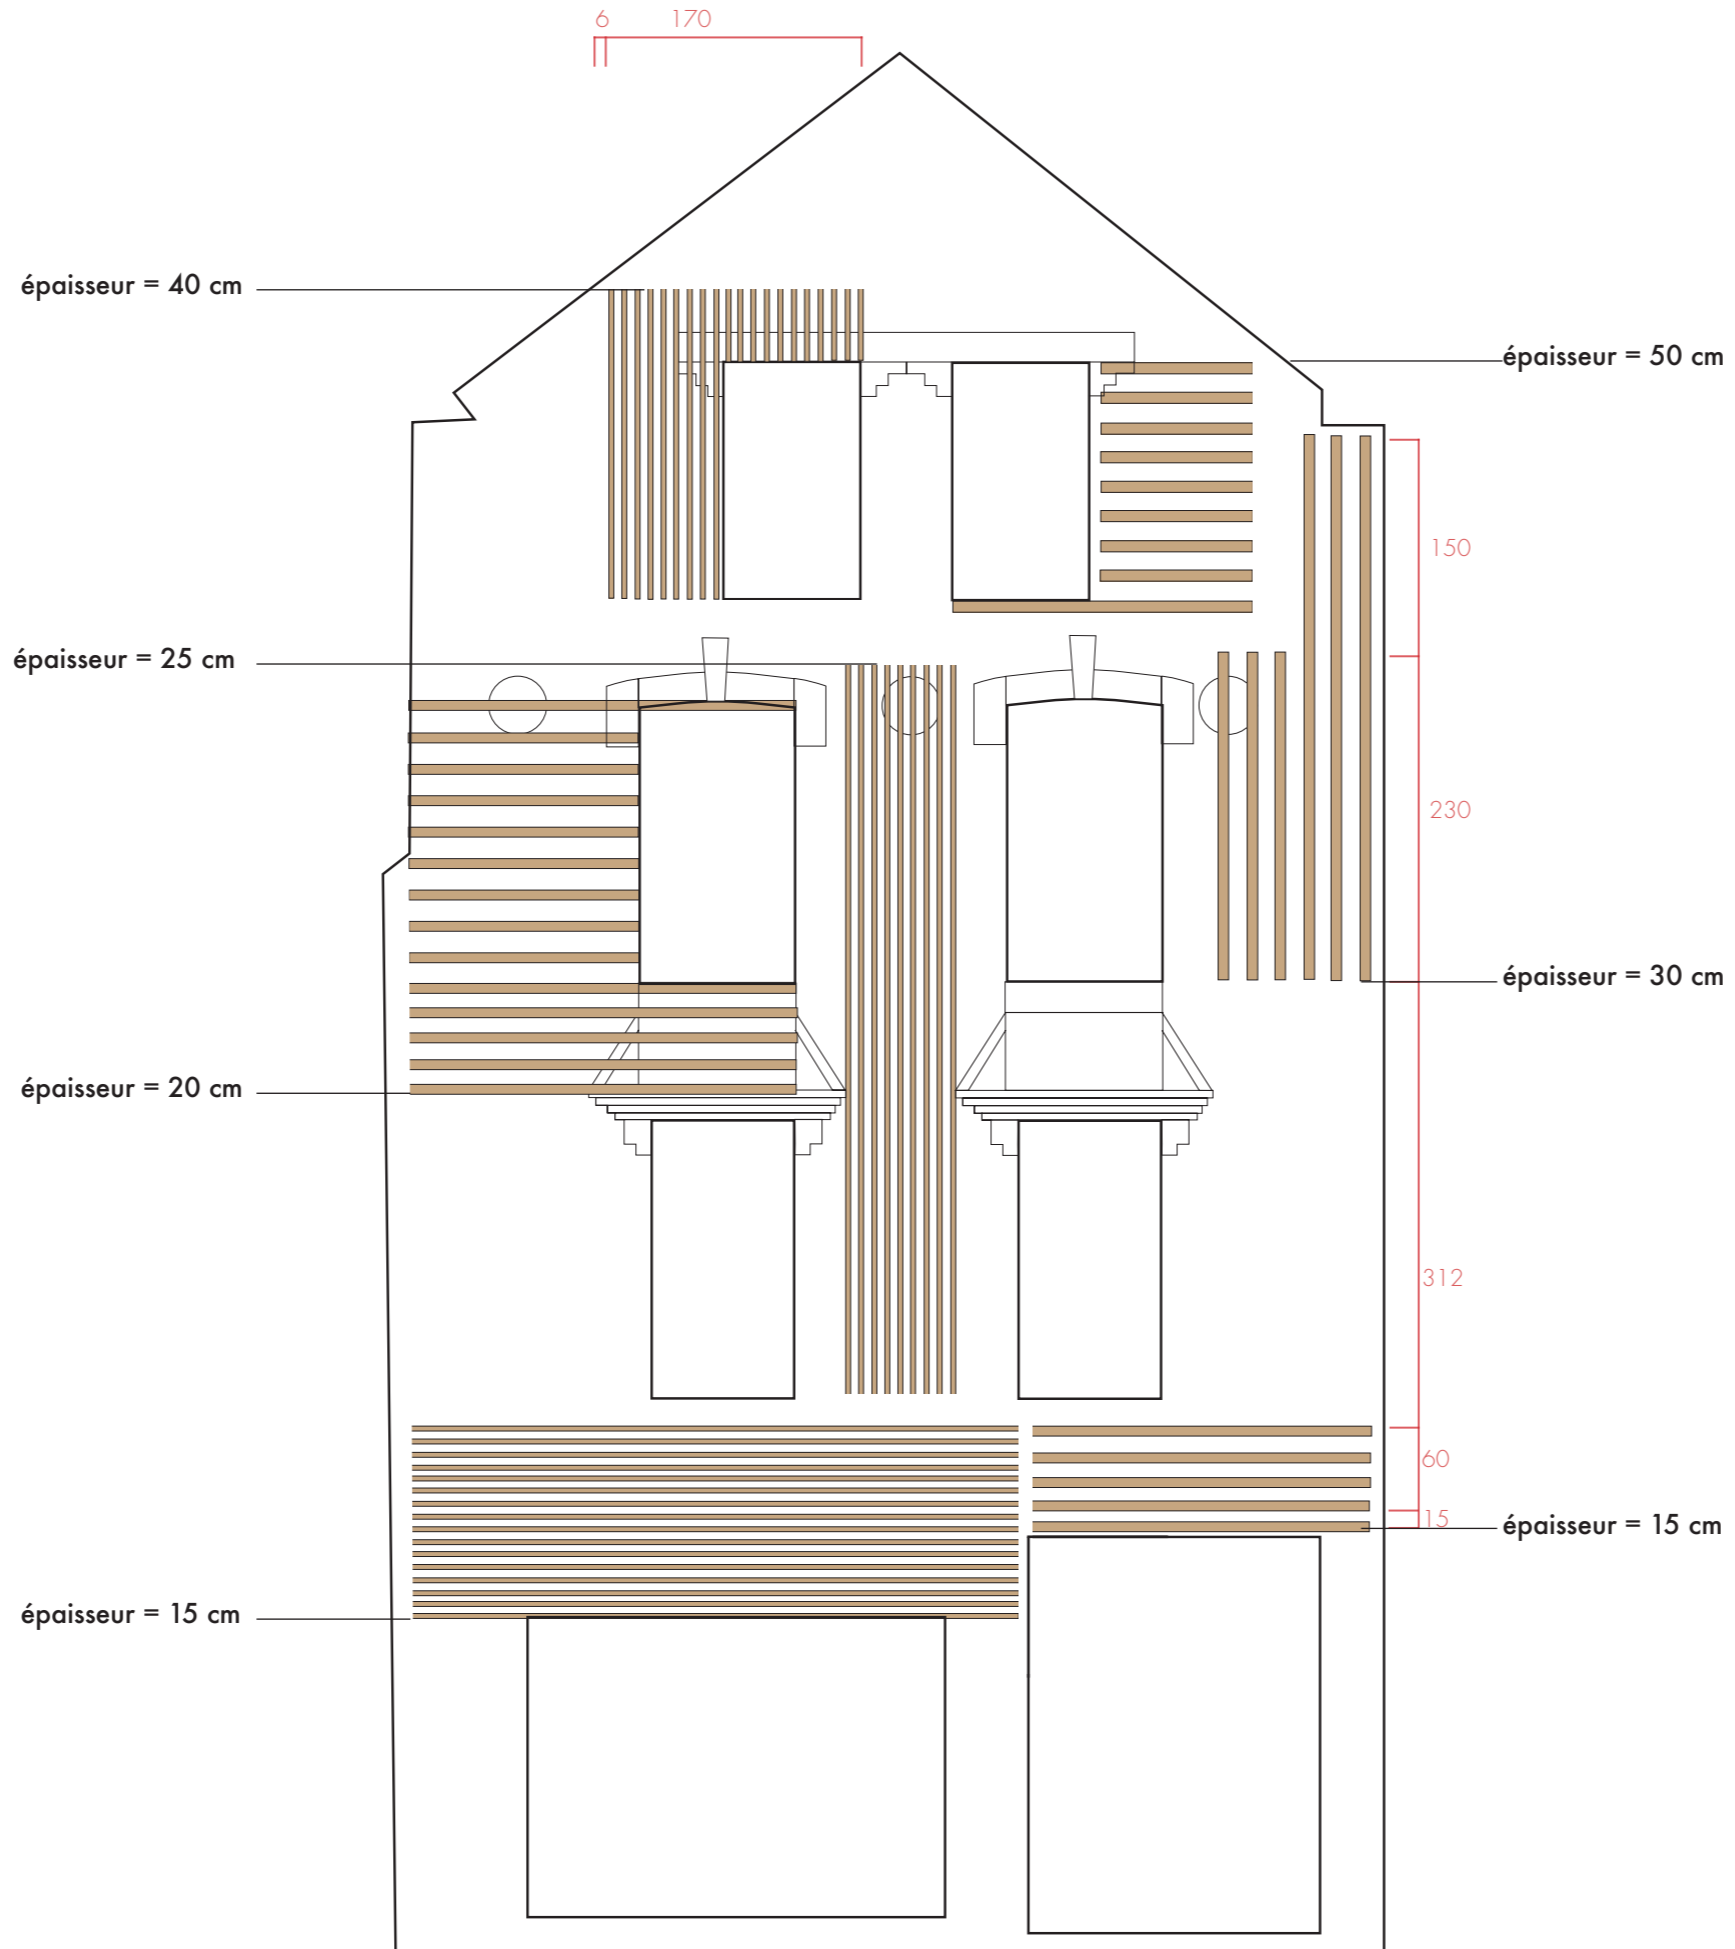 6 170
épaisseur = 40 cm
épaisseur = 50 cm
150
épaisseur = 25 cm
230
épaisseur = 30 cm
épaisseur = 20 cm
312
60
15
épaisseur = 15 cm
épaisseur = 15 cm